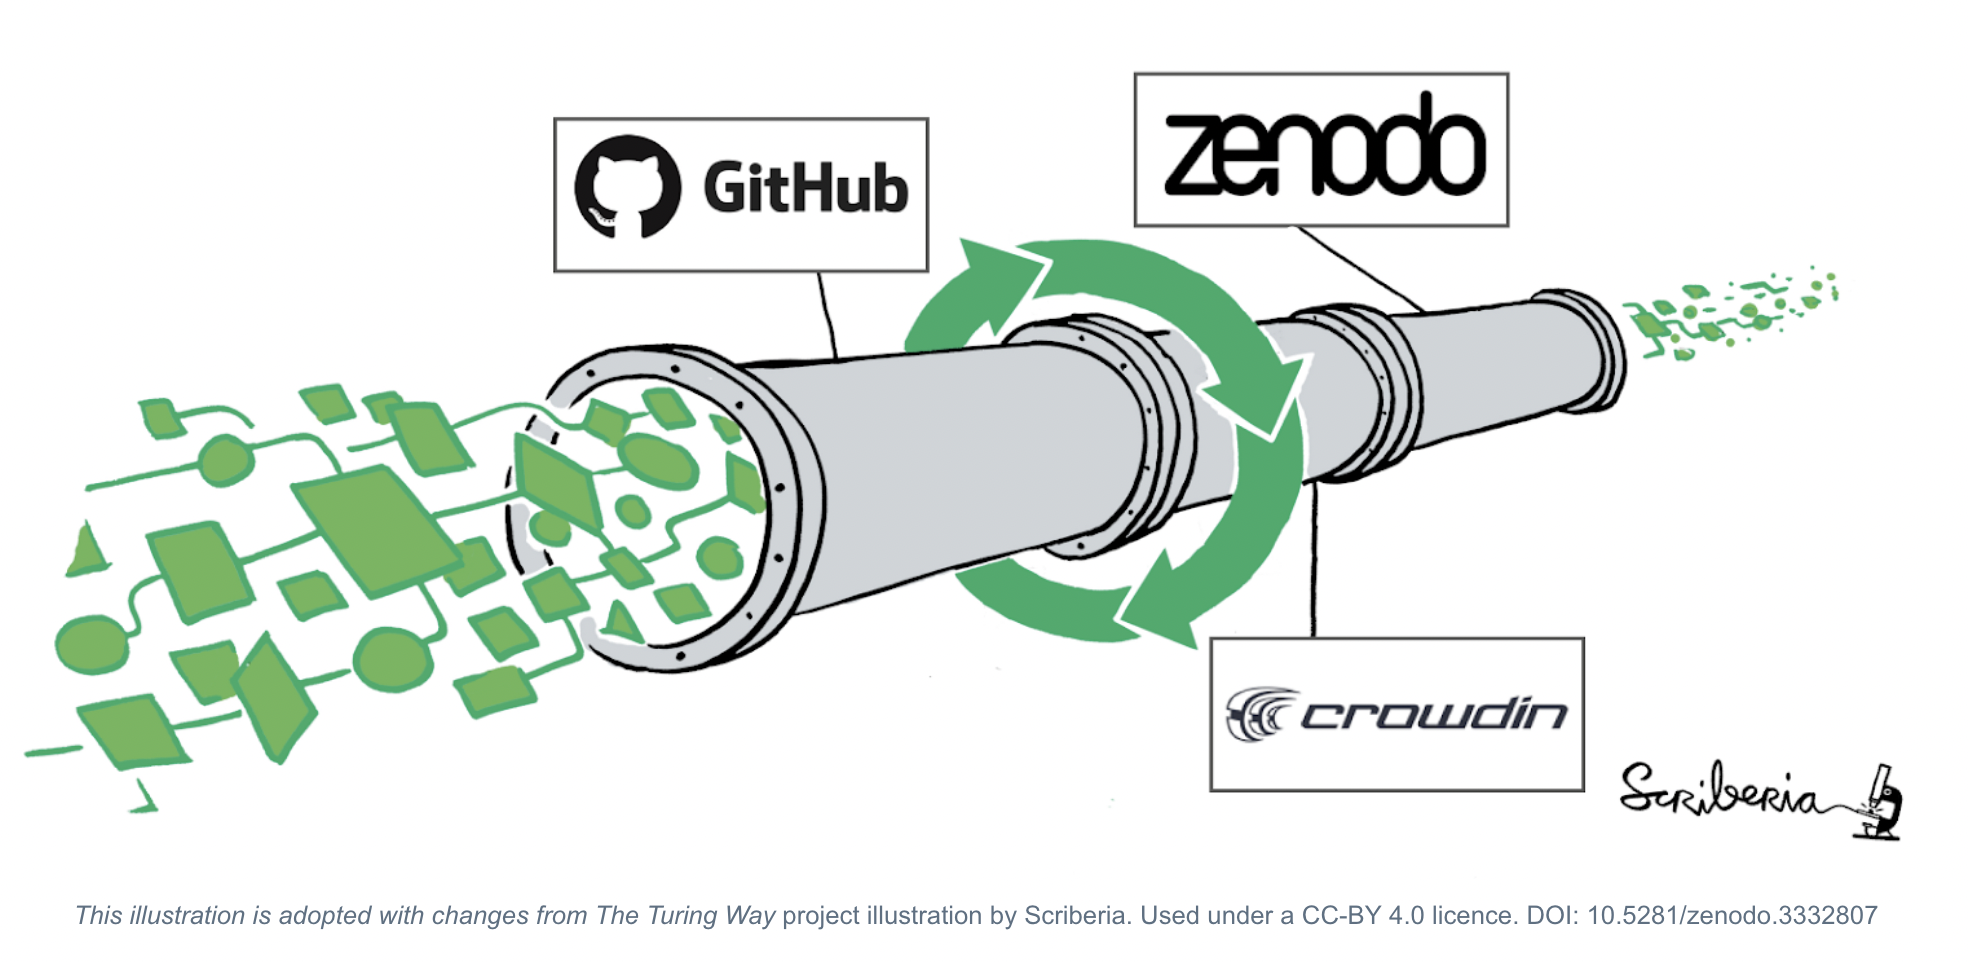 GitHub
zenodo
crowdin
Scriberia
This illustration is adopted with changes from The Turing Way project illustration by Scriberia. Used under a CC-BY 4.0 licence. DOI: 10.5281/zenodo.3332807